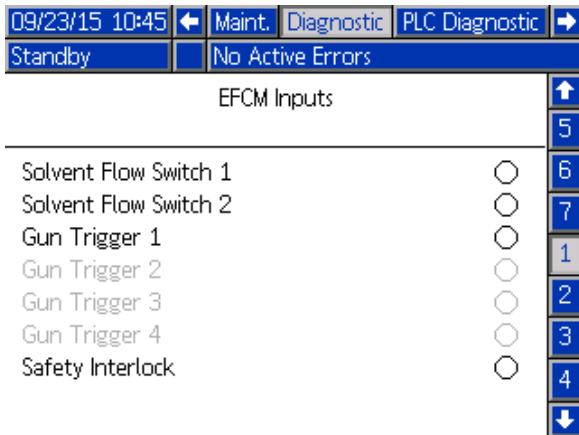 09/23/15 10:45 Maint. Diagnostic PLC Diagnostic
Standby No Active Errors
EFCM Inputs
5
Solvent Flow Switch 1 6
Solvent Flow Switch 2 7
Gun Trigger 1
1
Gun Trigger 2
Gun Trigger 3 2
Gun Trigger 4 3
Safety Interlock 4